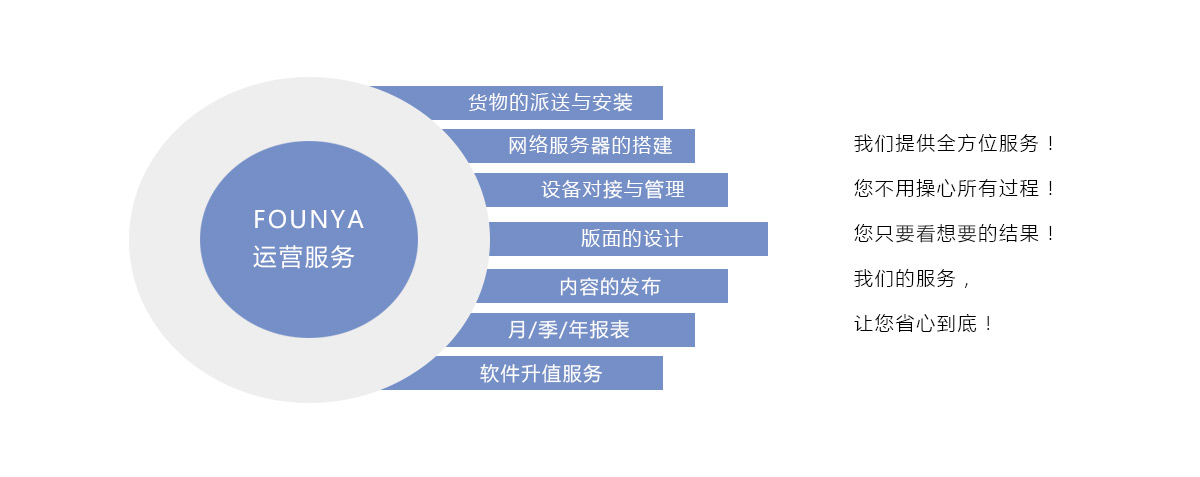 FOUNYA
运营服务
货物的派送与安装
网络服务器的搭建
设备对接与管理
版面的设计
内容的发布
月/季/年报表
软件升值服务
我们提供全方位服务！
您不用操心所有过程！
您只要看想要的结果！
我们的服务，
让您省心到底！